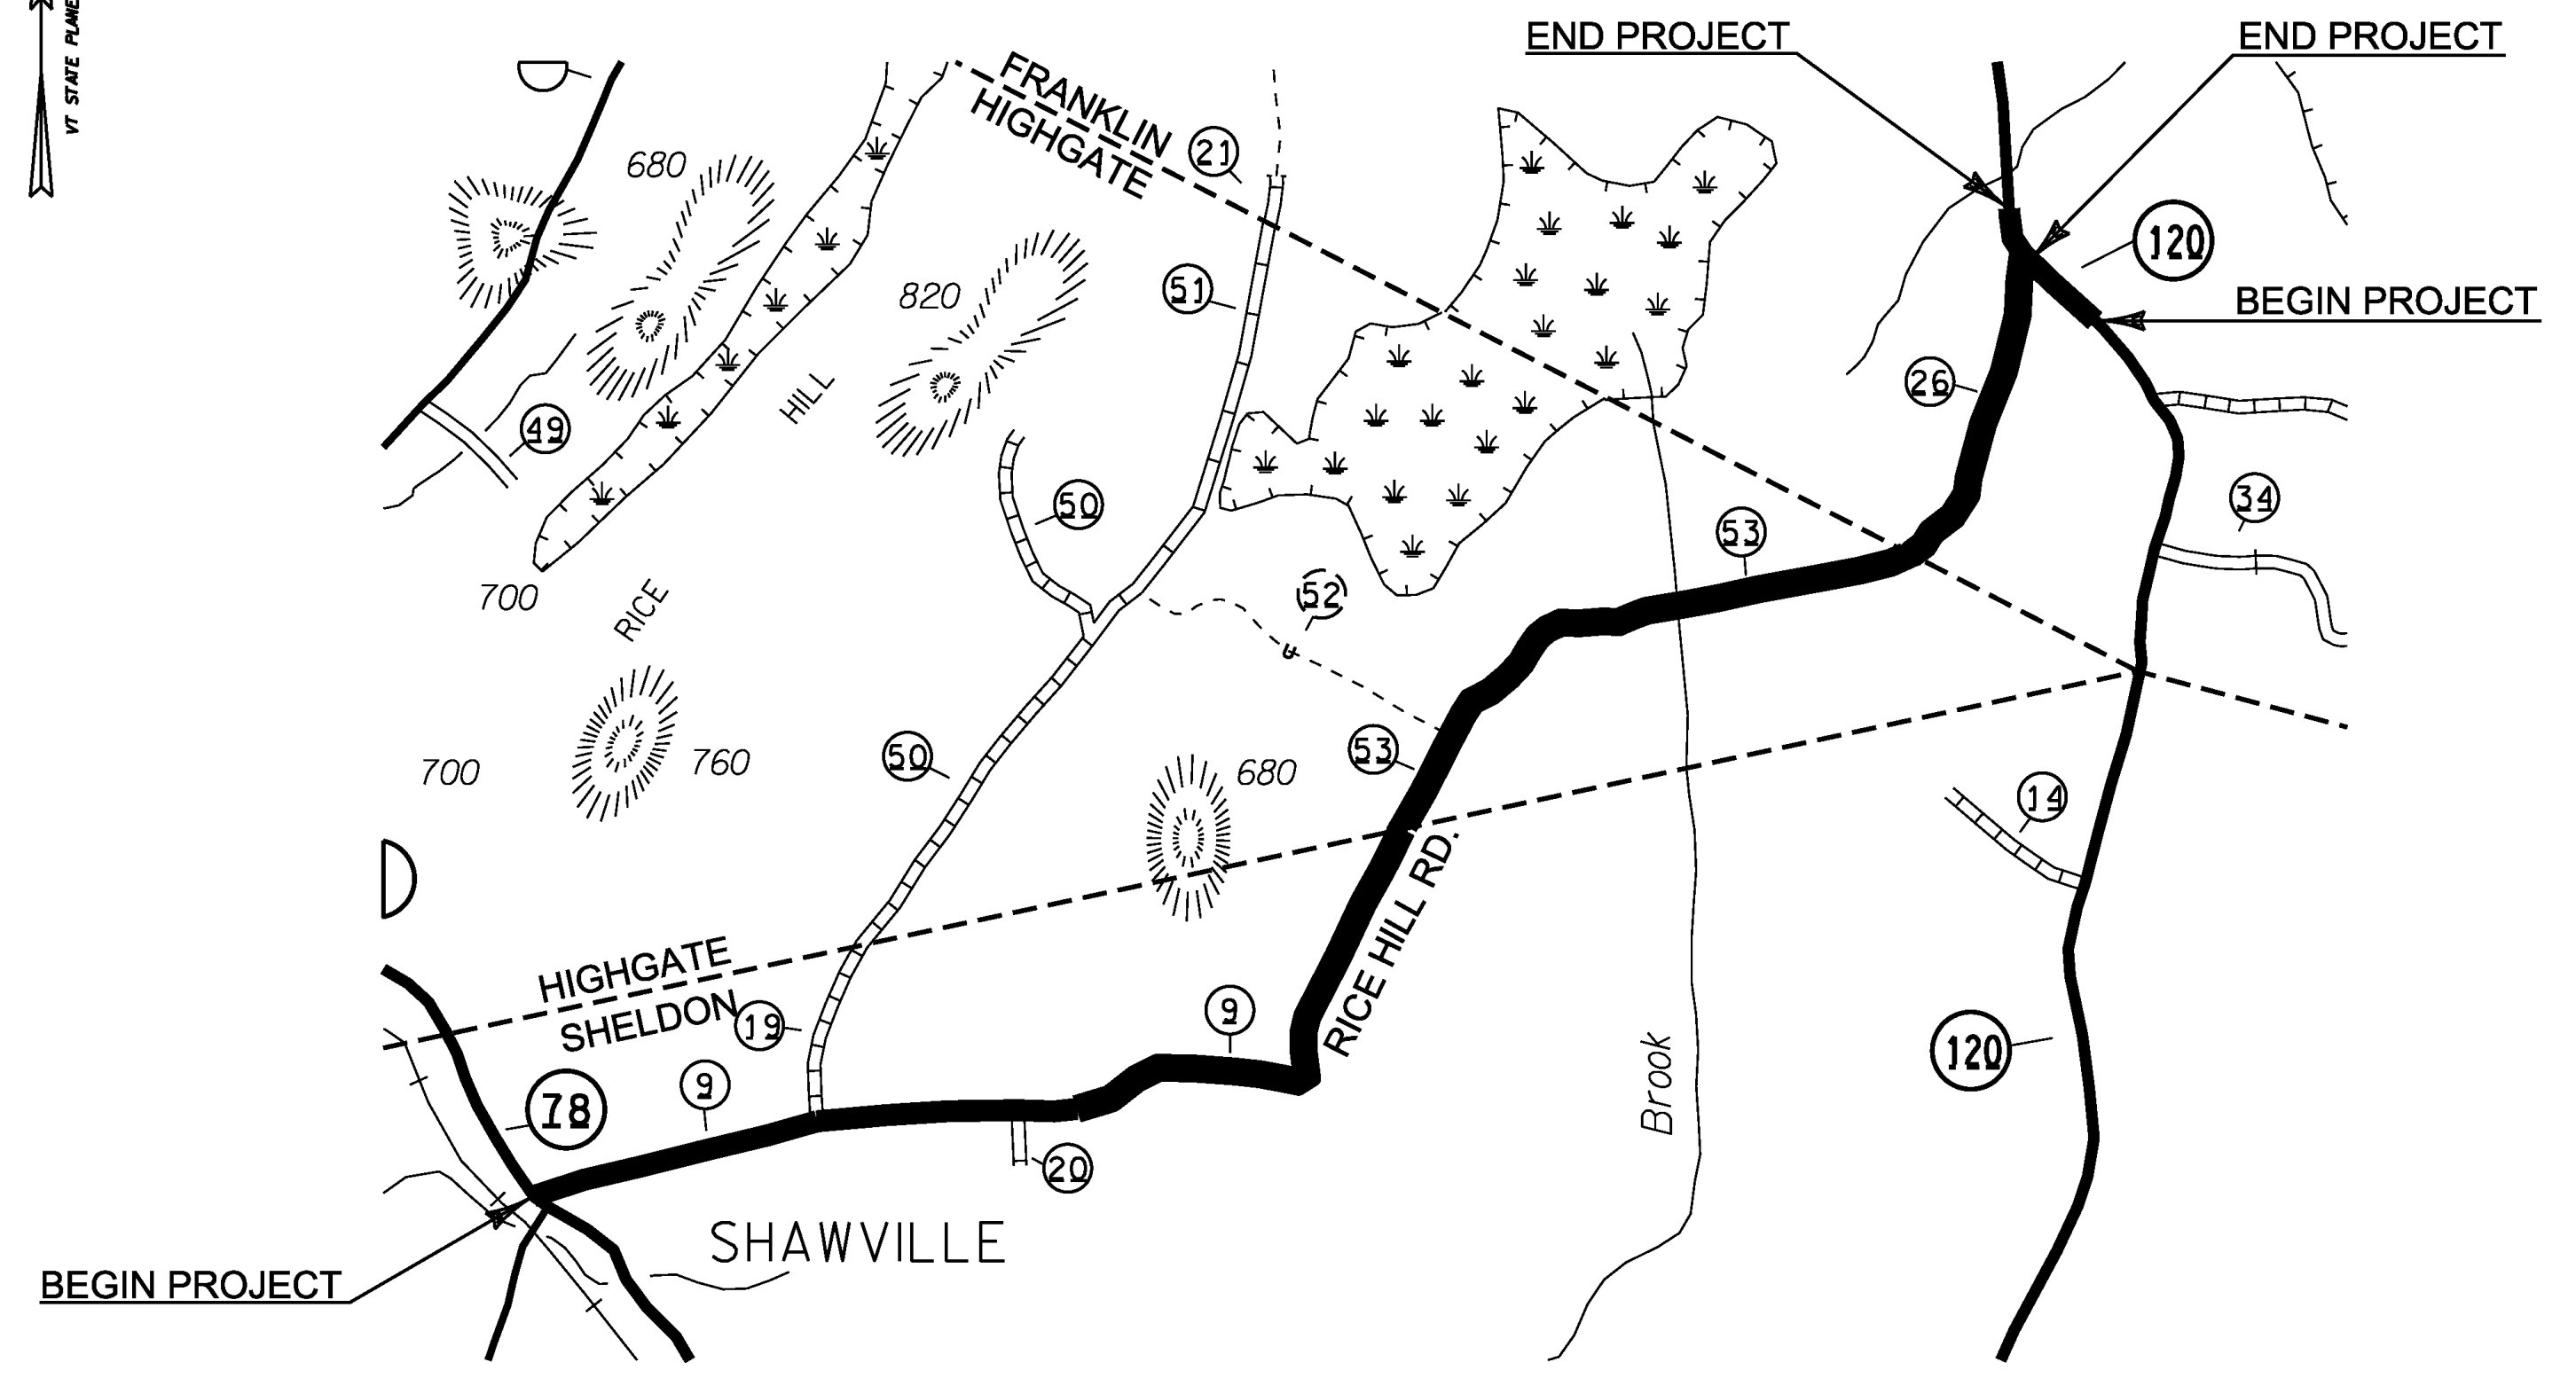 VT STATE PLANE
END PROJECT
END PROJECT
FRANKLIN
HIGHGATE
21
680
120
51
820
BEGIN PROJECT
26
HILL
49
50
34
53
52
700
RICE
700
760
50
53
680
14
RICE HILL RD.
HIGHGATE
SHELDON
19
9
120
9
78
Brook
20
SHAWVILLE
BEGIN PROJECT